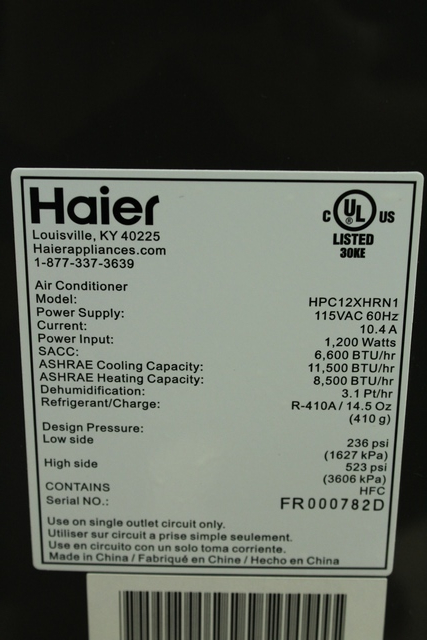 Haier
Louisville, KY 40225
Haierappliances.com
1-877-337-3639
C UL ® US
LISTED
30KE
Air Conditioner
Model: HPC12XHRN1
Power Supply: 115VAC 60Hz
Current: 10.4 A
Power Input: 1,200 Watts
SACC: 6,600 BTU/hr
ASHRAE Cooling Capacity: 11,500 BTU/hr
ASHRAE Heating Capacity: 8,500 BTU/hr
Dehumidification: 3.1 Pt/hr
Refrigerant/Charge: R-410A / 14.5 Oz
(410 g)
Design Pressure:
Low side 236 psi
(1627 kPa)
High side 523 psi
(3606 kPa)
CONTAINS HFC
Serial NO.: FR000782D
Use on single outlet circuit only.
Utiliser sur circuit a prise simple seulement.
Use en circuito con un solo toma corriente.
Made in China / Fabriqué en Chine / Hecho en China